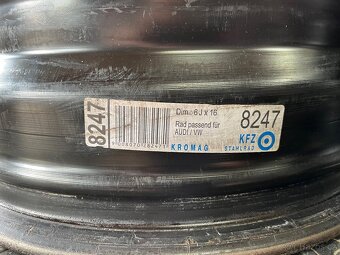 8247
Dim.: 6J x 16
Rad passend für
AUDI / VW
8247
KFZ
KROMAG
STAHLRAD